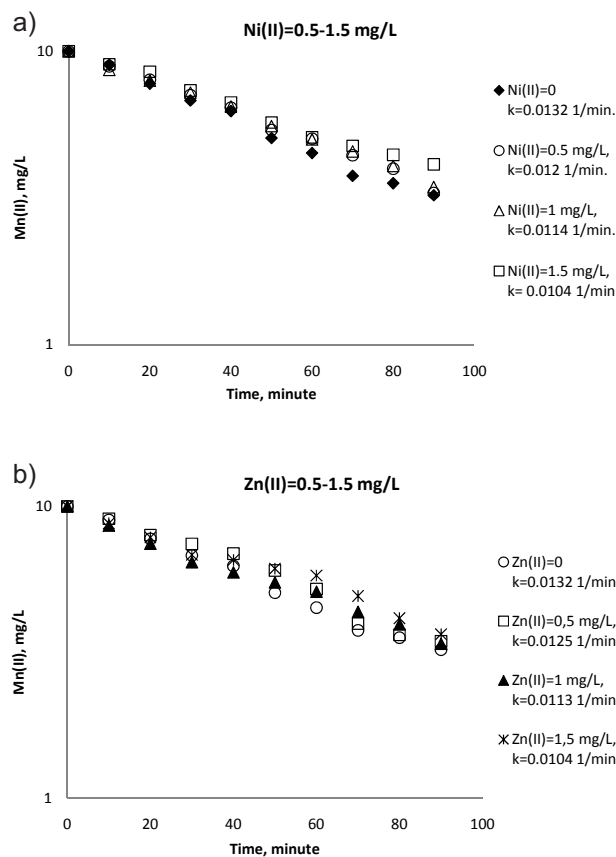 a)
Ni(II)=0.5-1.5 mg/L
10
1
Mn(II), mg/L
0 20 40 60 80 100
Time, minute
Ni(II)=0
k=0.0132 1/min.
Ni(II)=0.5 mg/L,
k=0.012 1/min.
Ni(II)=1 mg/L,
k=0.0114 1/min.
Ni(II)=1.5 mg/L,
k= 0.0104 1/min
b)
Zn(II)=0.5-1.5 mg/L
10
1
Mn(II), mg/L
0 20 40 60 80 100
Time, minute
Zn(II)=0
k=0.0132 1/min
Zn(II)=0,5 mg/L,
k=0.0125 1/min
Zn(II)=1 mg/L,
k=0.0113 1/min
Zn(II)=1,5 mg/L,
k=0.0104 1/min